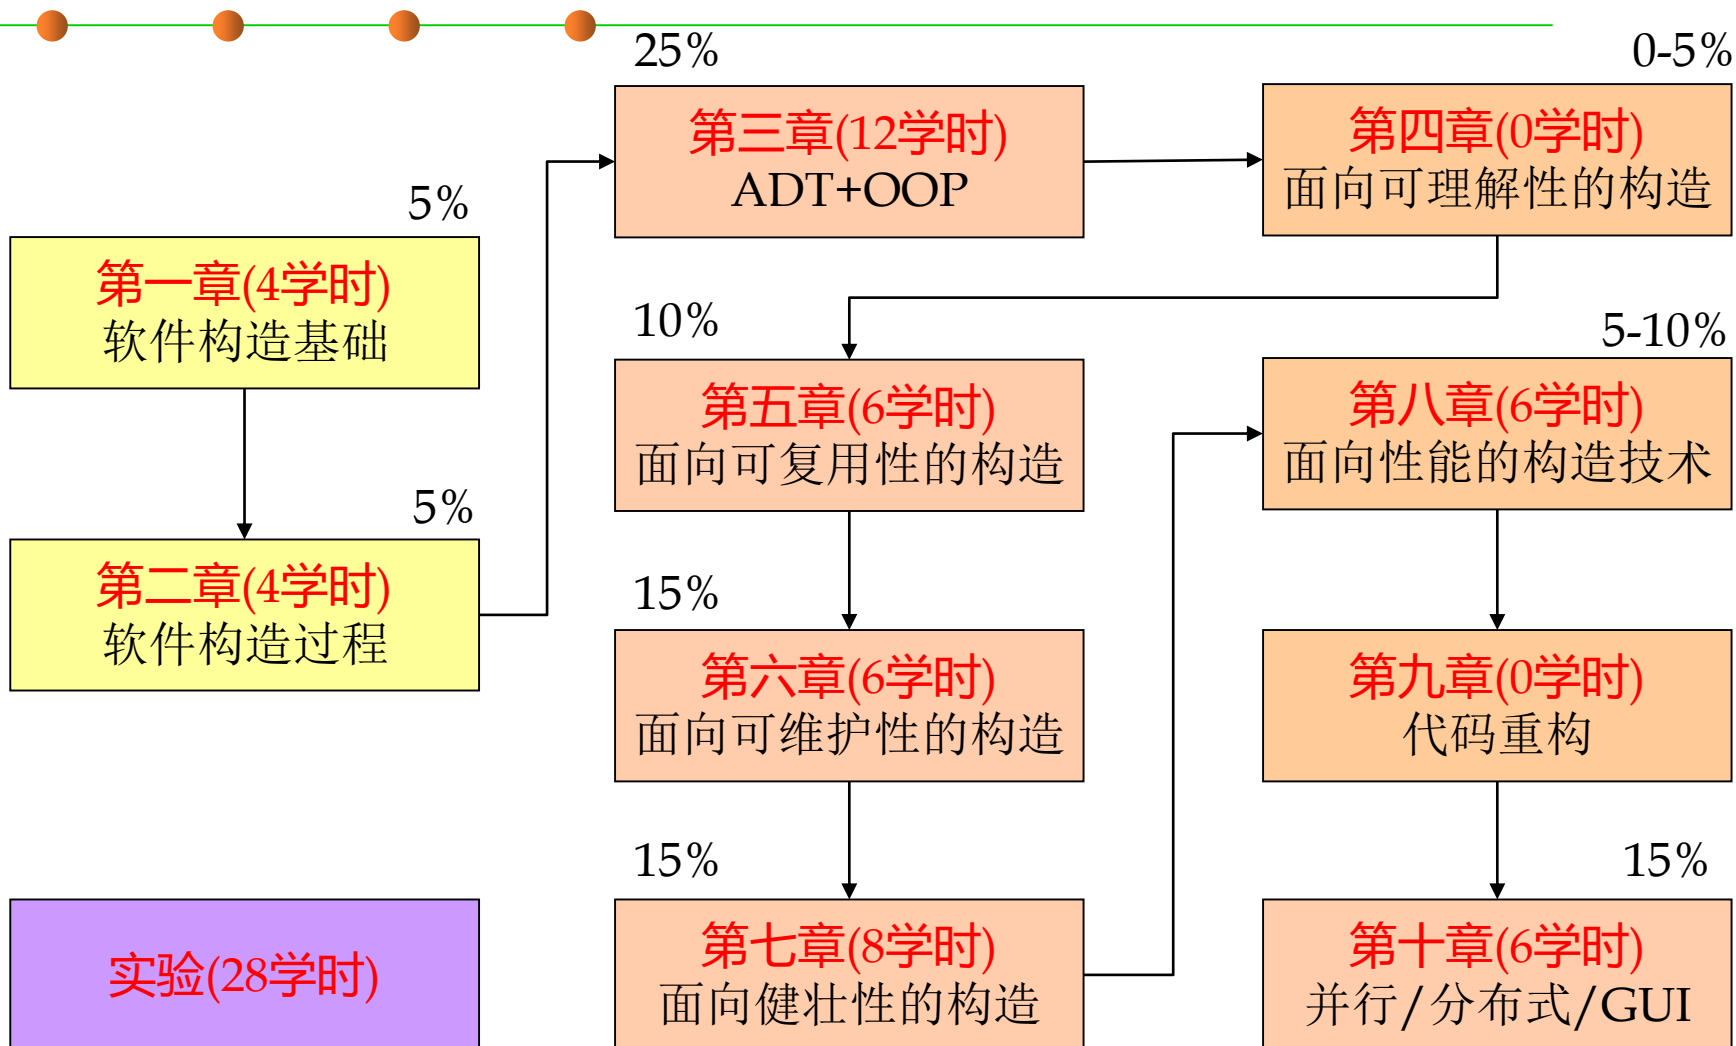 5%
第一章(4学时)
软件构造基础
5%
第二章(4学时)
软件构造过程
25%
第三章(12学时)
ADT+OOP
0-5%
第四章(0学时)
面向可理解性的构造
10%
第五章(6学时)
面向可复用性的构造
15%
第六章(6学时)
面向可维护性的构造
15%
第七章(8学时)
面向健壮性的构造
5-10%
第八章(6学时)
面向性能的构造技术
第九章(0学时)
代码重构
15%
第十章(6学时)
并行/分布式/GUI
实验(28学时)